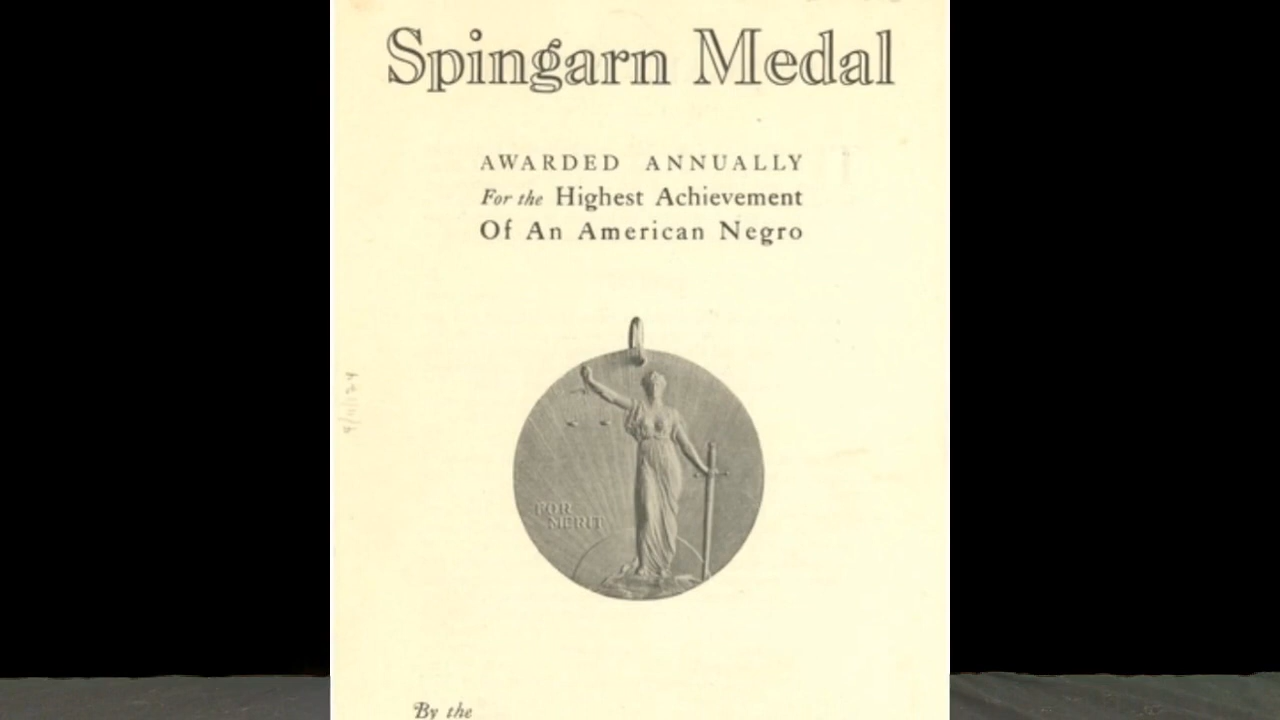 Spingarn Medal
AWARDED ANNUALLY
For the Highest Achievement
Of An American Negro
FOR
MERIT
By the